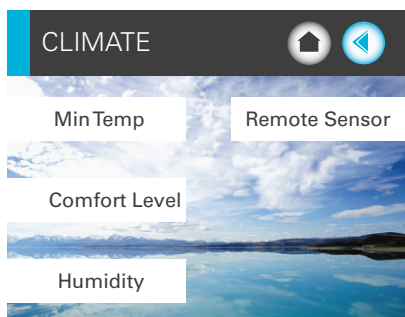 CLIMATE
Min Temp
Remote Sensor
Comfort Level
Humidity